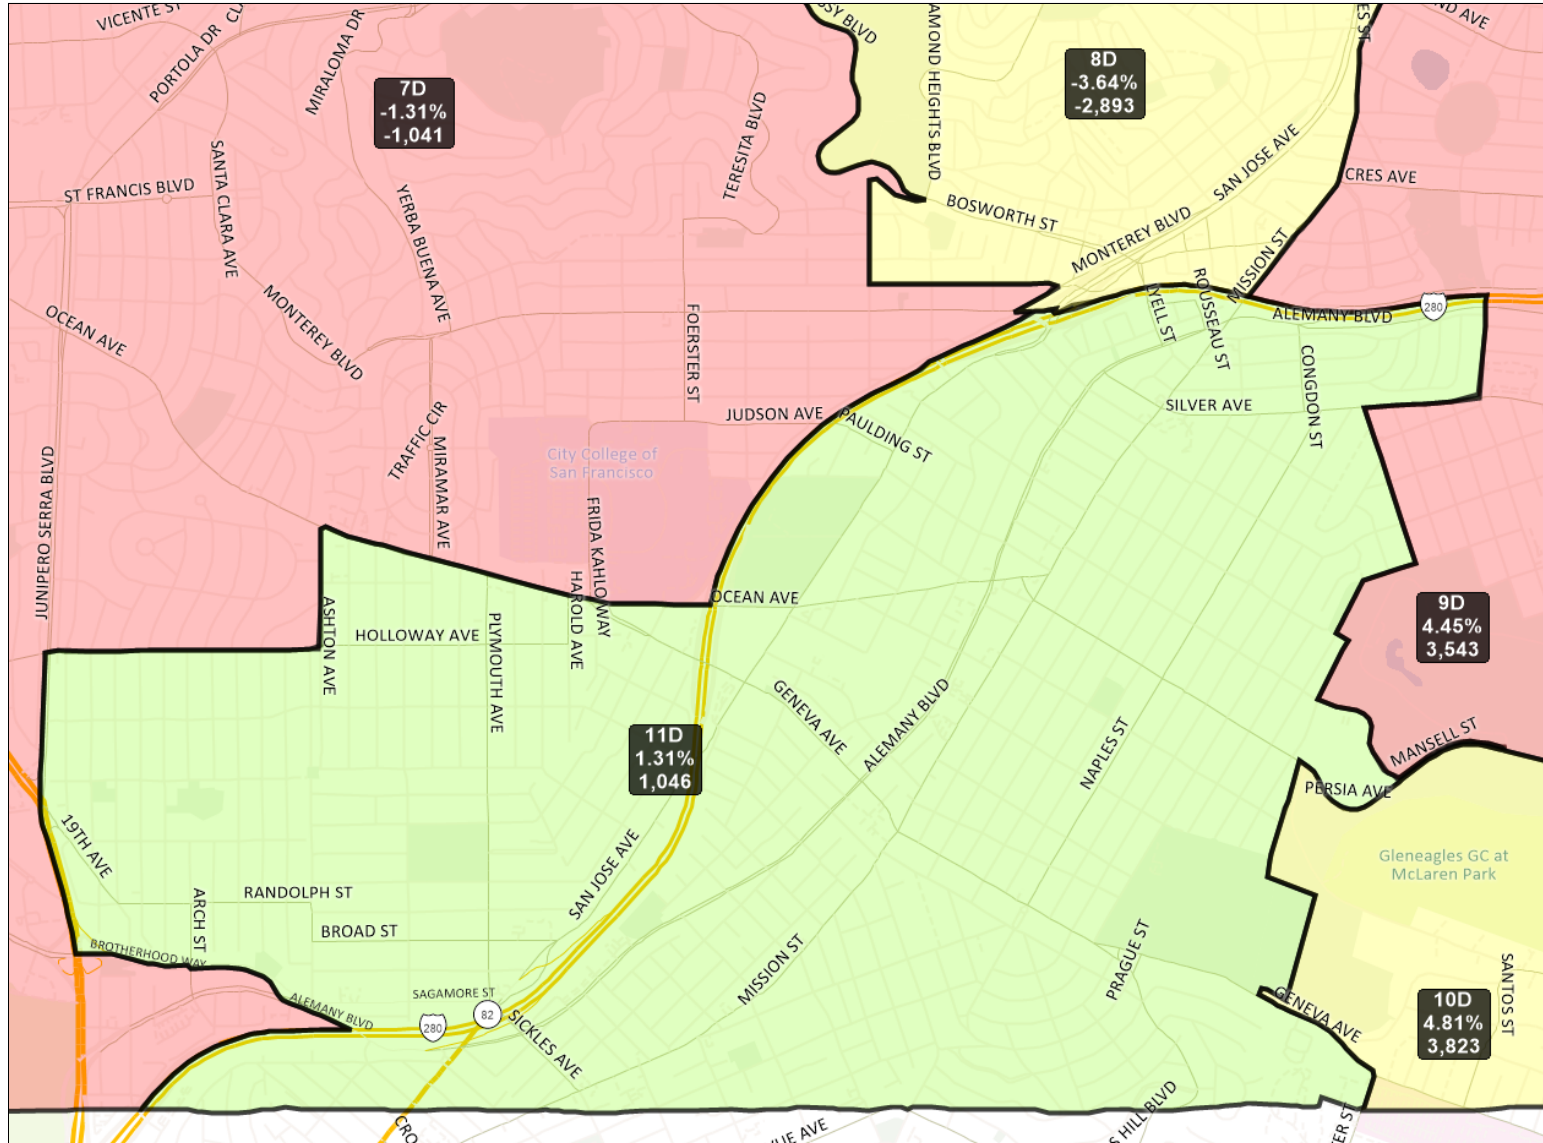 VICENTE ST
PORTOLA DR
MIRALOMA DR
7D
-1.31%
-1,041
TERESITA BLVD
AMOND HEIGHTS BLVD
8D
-3.64%
-2,893
SAN JOSE AVE
CRES AVE
ST FRANCIS BLVD
SANTA CLARA AVE
YERBA BUENA AVE
BOSWORTH ST
MONTEREY BLVD
MISSION ST
OCEAN AVE
MONTEREY BLVD
FOERSTER ST
LYELL ST
ROUSSEAU ST
ALEMANY BLVD
280
CONGDON ST
SILVER AVE
JUDSON AVE
PAULDING ST
TRAFFIC CIR
MIRAMAR AVE
City College of
San Francisco
JUNIPERO SERRA BLVD
FRIDA KAHLO WAY
HAROLD AVE
OCEAN AVE
ASHTON AVE
HOLLOWAY AVE
PLYMOUTH AVE
9D
4.45%
3,543
GENEVA AVE
ALEMANY BLVD
NAPLES ST
MANSELL ST
PERSIA AVE
11D
1.31%
1,046
19TH AVE
Gleneagles GC at
McLaren Park
SAN JOSE AVE
RANDOLPH ST
ARCH ST
BROAD ST
BROTHERHOOD WAY
MISSION ST
PRAGUE ST
SANTOS ST
ALEMANY BLVD
SAGAMORE ST
280
82
SICKLES AVE
GENEVA AVE
10D
4.81%
3,823
CRO
S HILL BLVD